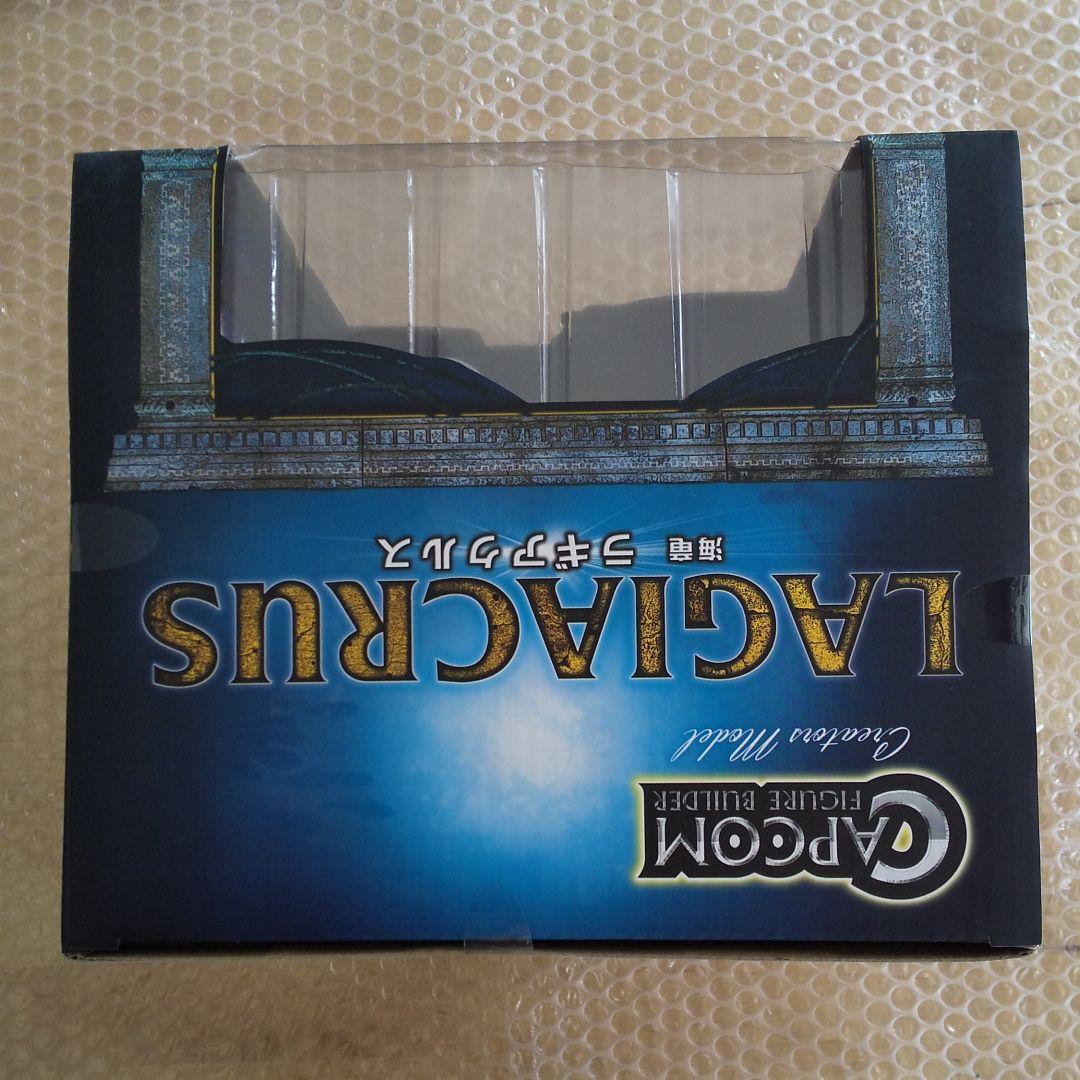 CAPCOM
FIGURE BUILDER
Creators Model
LAGIACRUS
海竜 ラギアクルス